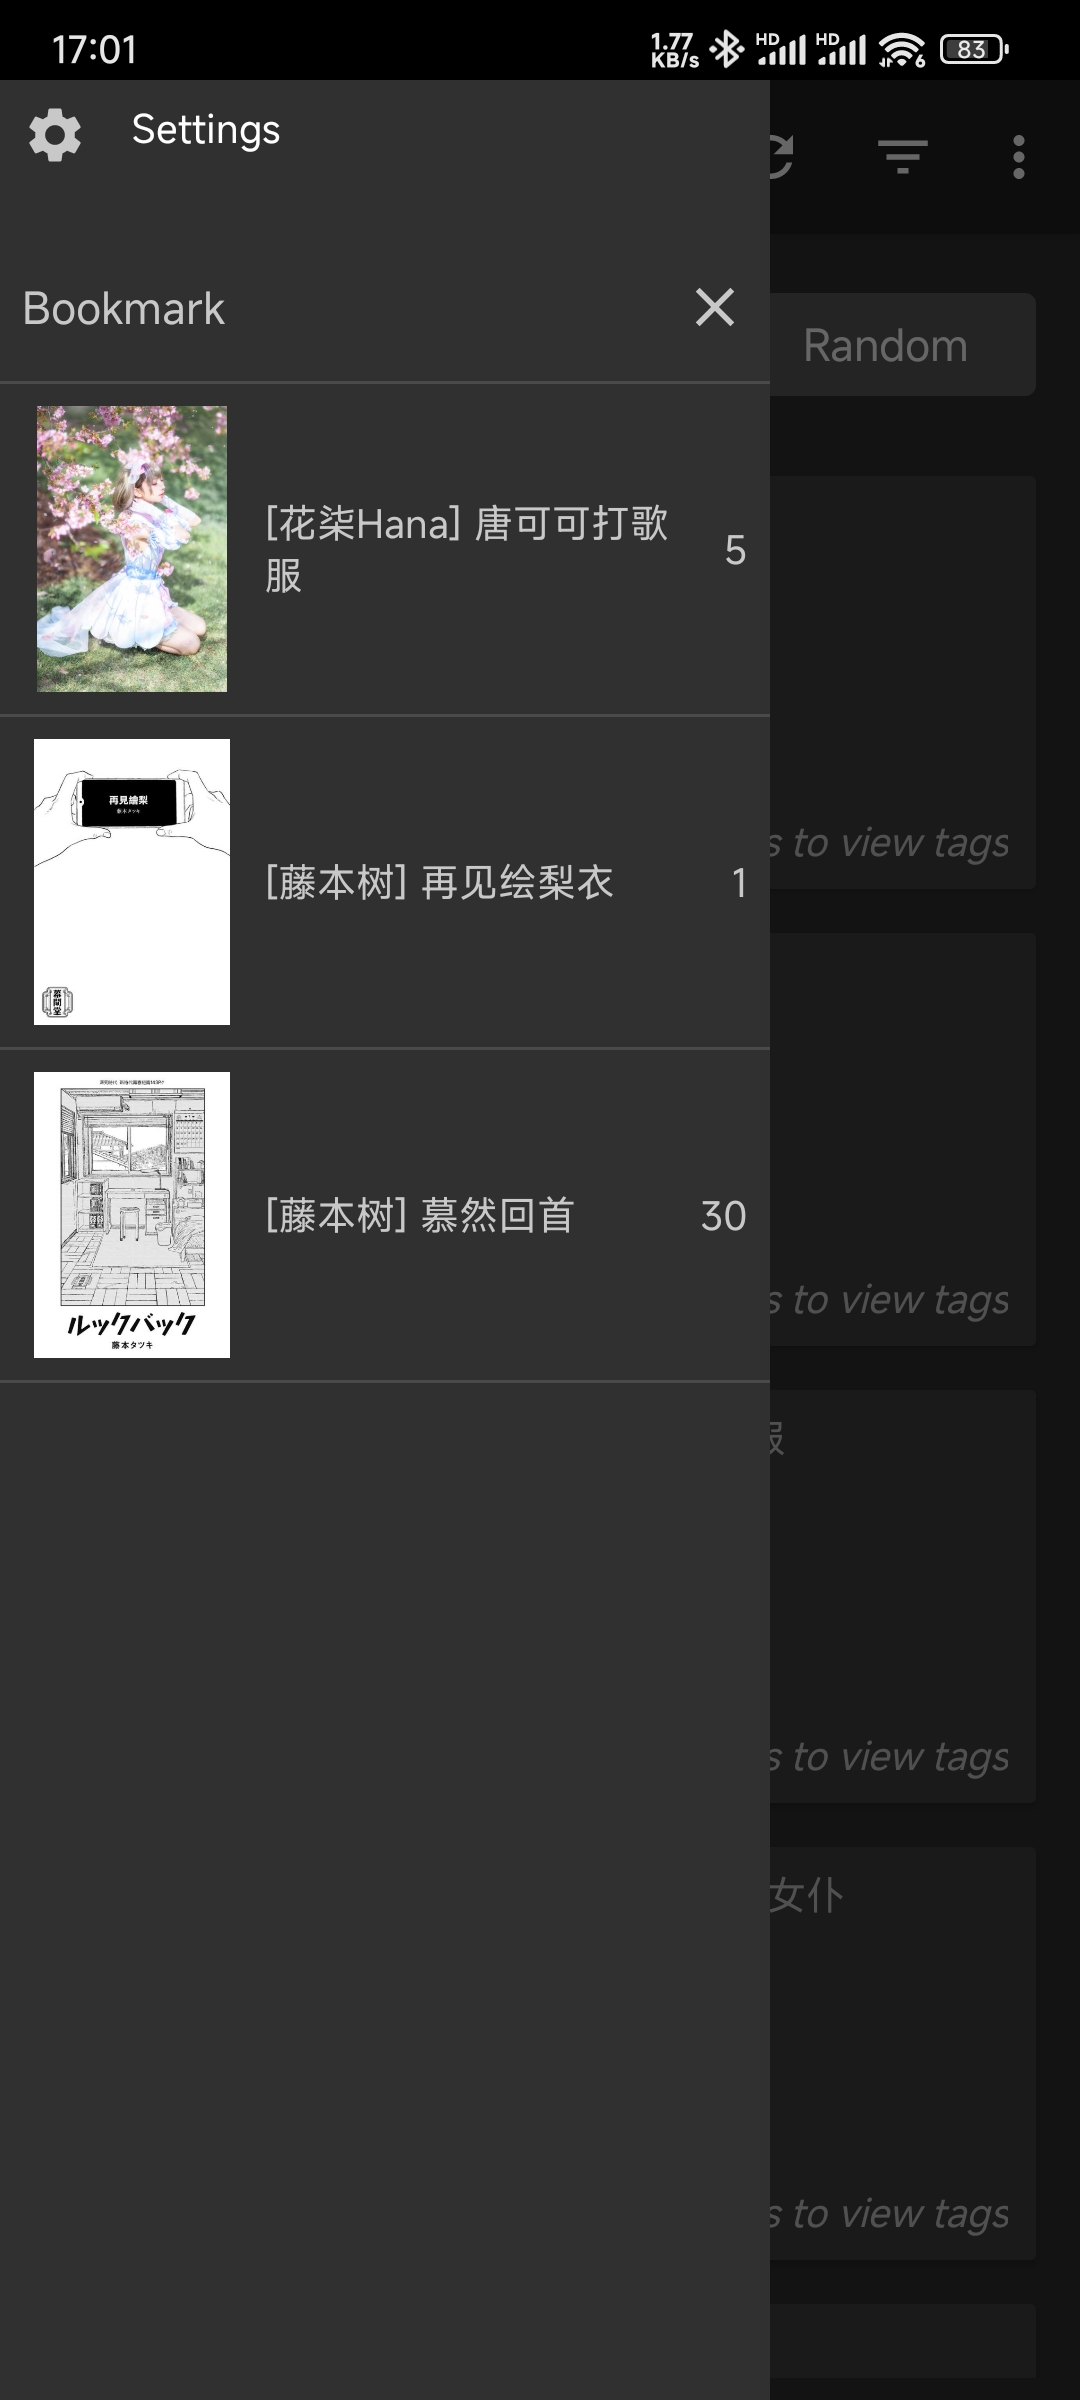 17:01
1.77
KB/s
HD
HD
6
83
Settings
Bookmark
Random
[花柒Hana] 唐可可打歌
服
5
s to view tags
再見繪梨
藤本タツキ
[藤本树] 再见绘梨衣
1
幕間堂
[藤本树] 慕然回首
30
s to view tags
ルックバック
藤本タツキ
服
s to view tags
女仆
s to view tags